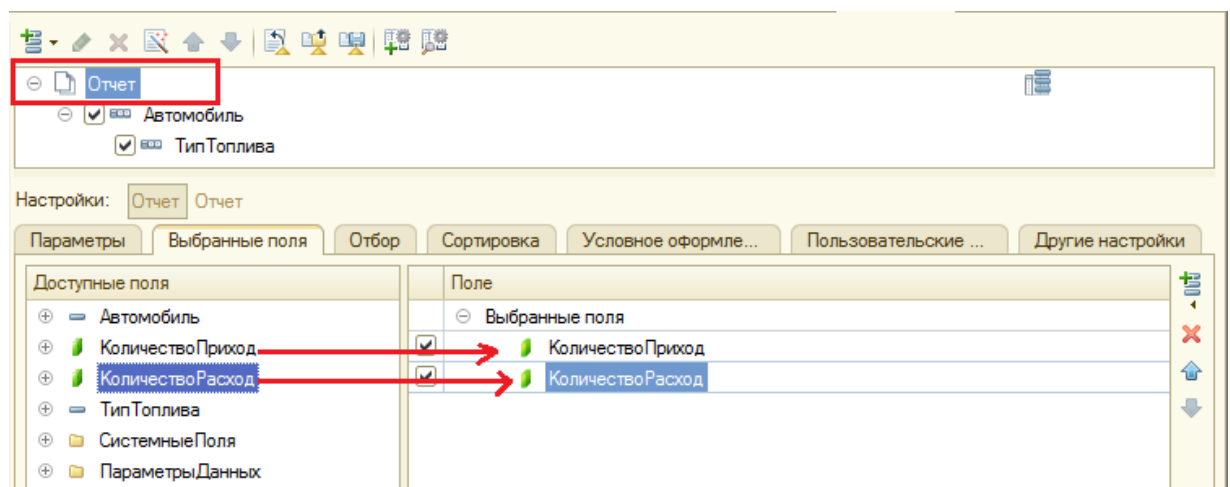 Отчет
Автомобиль
ТипТоплива
Настройки: Отчет Отчет
Параметры Выбранные поля Отбор Сортировка Условное оформле... Пользовательские ... Другие настройки
Доступные поля Поле
Автомобиль Выбранные поля
КоличествоПриход КоличествоПриход
КоличествоРасход КоличествоРасход
ТипТоплива
СистемныеПоля
ПараметрыДанных